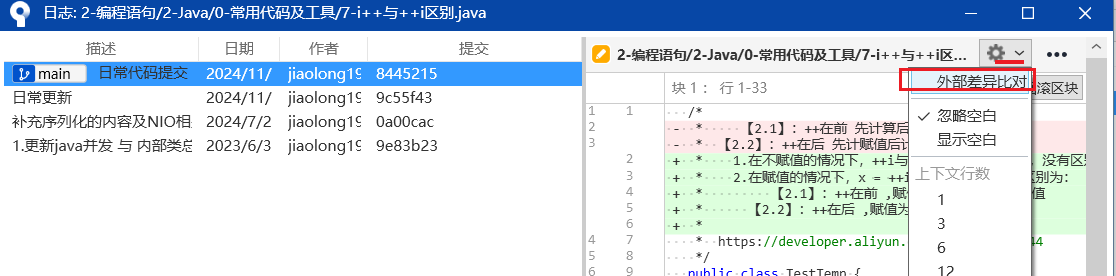 日志: 2-编程语句/2-Java/0-常用代码及工具/7-i++与++i区别.java
描述 日期 作者 提交
main 日常代码提交 2024/11/ jiaolong19 8445215
日常更新 2024/11/ jiaolong19 9c55f43
补充序列化的内容及NIO相 2024/7/2 jiaolong19 0a00cac
1.更新java并发 与 内部类总 2023/6/3 jiaolong19 9e83b23
2-编程语句/2-Java/0-常用代码及工具/7-i++与++i区...
块 1： 行 1-33
滚区块
外部差异比对
忽略空白
显示空白
上下文行数
1
3
6
12
1 1 /*
2 - * 【2.1】：++在前 先计算后
3 - * 【2.2】：++在后 先计赋值后计
2 + * 1.在不赋值的情况下，++i与 没有区别
3 + * 2.在赋值的情况下，x = ++i 区别为：
4 + * 【2.1】：++在前 ,赋值 值
5 + * 【2.2】：++在后 ,赋值为
6 + *
4 7 * https://developer.aliyun. 44
5 8 */
6 9 public class TestTemp {